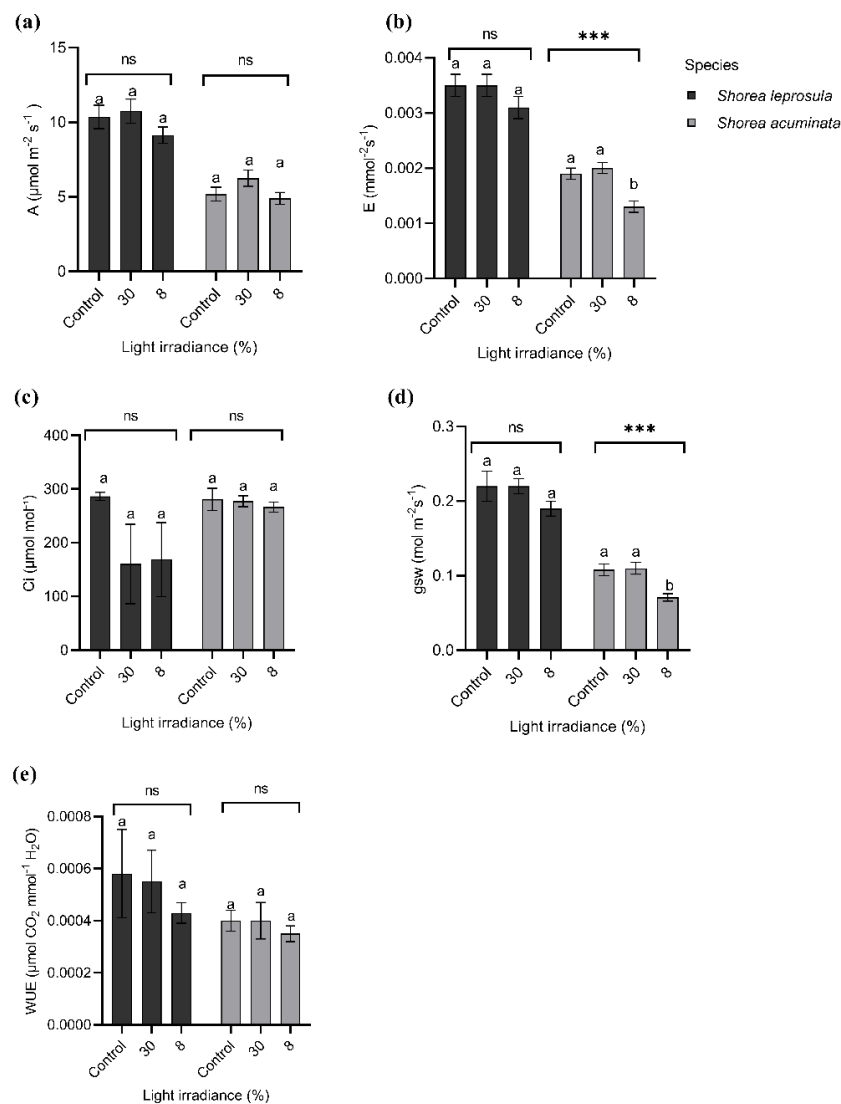 (a)
ns
ns
15
10
5
0
A (µmol m⁻² s⁻¹)
a a a
a a a
Control 30 8 Control 30 8
Light irradiance (%)
(b)
ns
***
0.004
0.003
0.002
0.001
0.000
E (mmol⁻²s⁻¹)
a a a
a a b
Control 30 8 Control 30 8
Light irradiance (%)
Species
Shorea leprosula
Shorea acuminata
(c)
ns
ns
400
300
200
100
0
Ci (µmol mol⁻¹)
a a a
a a a
Control 30 8 Control 30 8
Light irradiance (%)
(d)
ns
***
0.3
0.2
0.1
0.0
gsw (mol m⁻²s⁻¹)
a a a
a a b
Control 30 8 Control 30 8
Light irradiance (%)
(e)
ns
ns
0.0008
0.0006
0.0004
0.0002
0.0000
WUE (µmol CO₂ mmol⁻¹ H₂O)
a a a
a a a
Control 30 8 Control 30 8
Light irradiance (%)